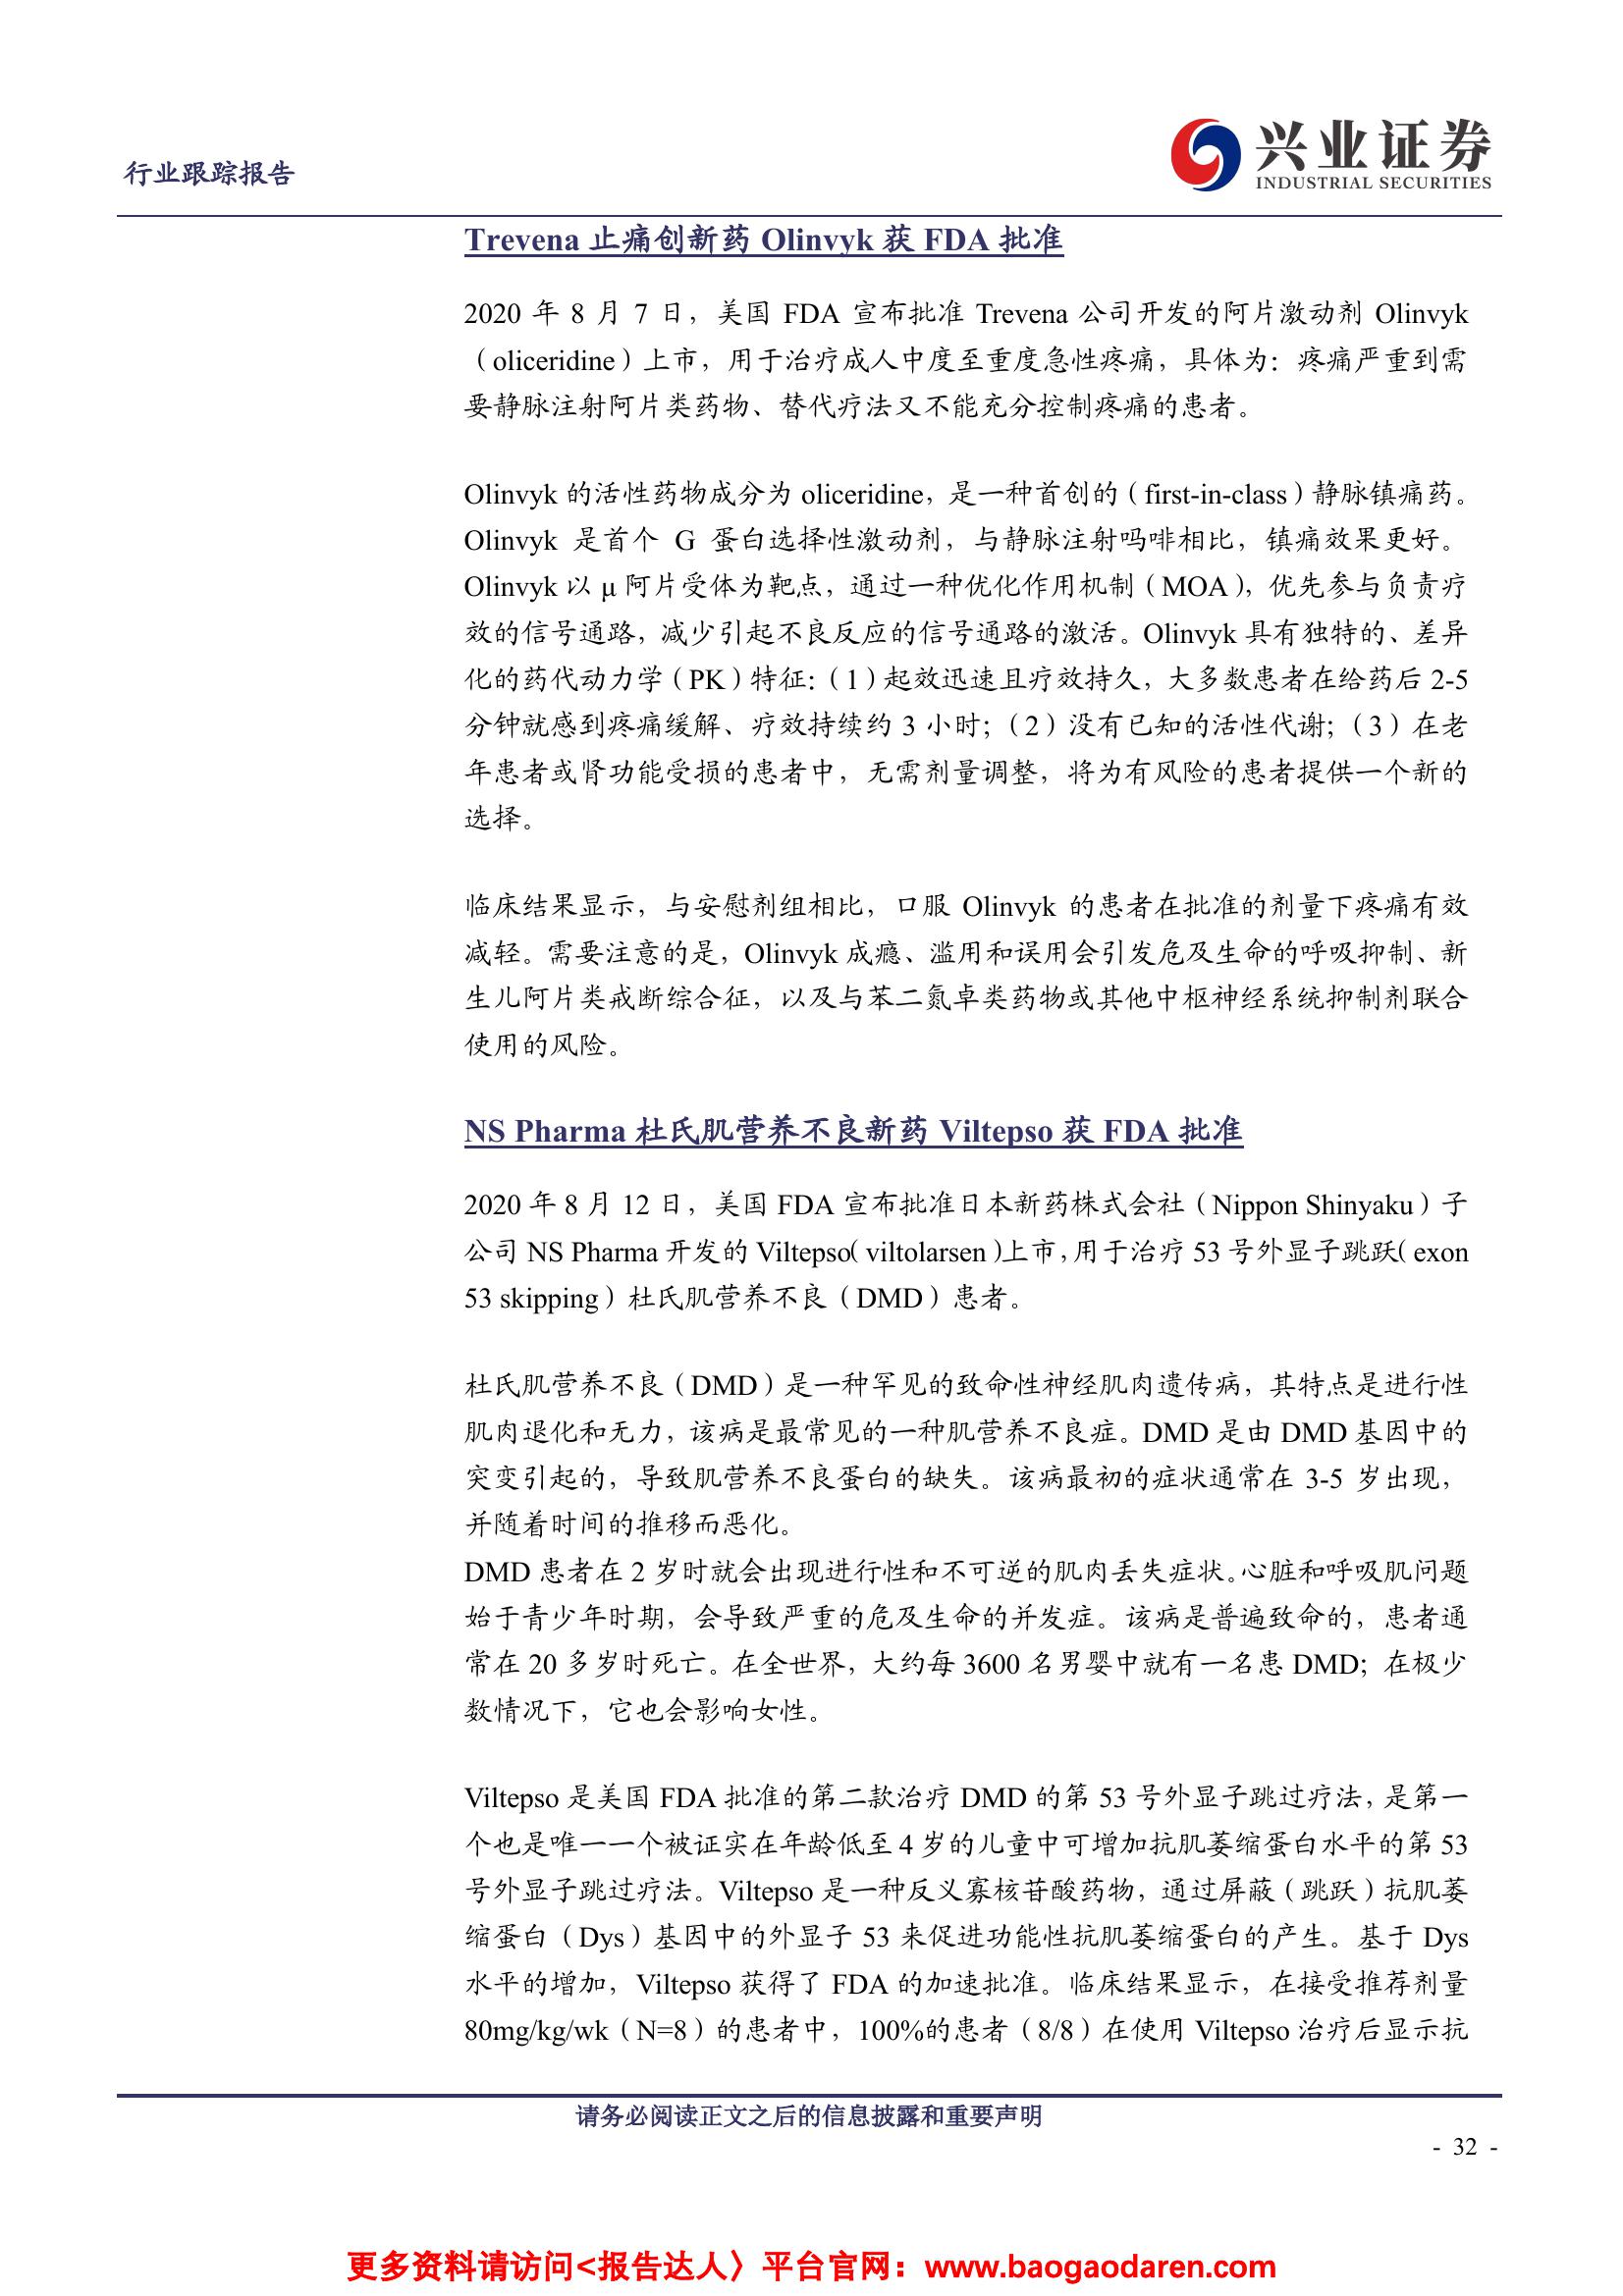 行业跟踪报告
兴业证券
INDUSTRIAL SECURITIES
Trevena 止痛创新药 Olinvyk 获 FDA 批准
2020 年 8 月 7 日，美国 FDA 宣布批准 Trevena 公司开发的阿片激动剂 Olinvyk
（oliceridine）上市，用于治疗成人中度至重度急性疼痛，具体为：疼痛严重到需
要静脉注射阿片类药物、替代疗法又不能充分控制疼痛的患者。
Olinvyk 的活性药物成分为 oliceridine，是一种首创的（first-in-class）静脉镇痛药。
Olinvyk 是首个 G 蛋白选择性激动剂，与静脉注射吗啡相比，镇痛效果更好。
Olinvyk 以 μ 阿片受体为靶点，通过一种优化作用机制（MOA），优先参与负责疗
效的信号通路，减少引起不良反应的信号通路的激活。Olinvyk 具有独特的、差异
化的药代动力学（PK）特征：（1）起效迅速且疗效持久，大多数患者在给药后 2-5
分钟就感到疼痛缓解、疗效持续约 3 小时；（2）没有已知的活性代谢；（3）在老
年患者或肾功能受损的患者中，无需剂量调整，将为有风险的患者提供一个新的
选择。
临床结果显示，与安慰剂组相比，口服 Olinvyk 的患者在批准的剂量下疼痛有效
减轻。需要注意的是，Olinvyk 成瘾、滥用和误用会引发危及生命的呼吸抑制、新
生儿阿片类戒断综合征，以及与苯二氮卓类药物或其他中枢神经系统抑制剂联合
使用的风险。
NS Pharma 杜氏肌营养不良新药 Viltepso 获 FDA 批准
2020 年 8 月 12 日，美国 FDA 宣布批准日本新药株式会社（Nippon Shinyaku）子
公司 NS Pharma 开发的 Viltepso（viltolarsen）上市，用于治疗 53 号外显子跳跃（exon
53 skipping）杜氏肌营养不良（DMD）患者。
杜氏肌营养不良（DMD）是一种罕见的致命性神经肌肉遗传病，其特点是进行性
肌肉退化和无力，该病是最常见的一种肌营养不良症。DMD 是由 DMD 基因中的
突变引起的，导致肌营养不良蛋白的缺失。该病最初的症状通常在 3-5 岁出现，
并随着时间的推移而恶化。
DMD 患者在 2 岁时就会出现进行性和不可逆的肌肉丢失症状。心脏和呼吸肌问题
始于青少年时期，会导致严重的危及生命的并发症。该病是普遍致命的，患者通
常在 20 多岁时死亡。在全世界，大约每 3600 名男婴中就有一名患 DMD；在极少
数情况下，它也会影响女性。
Viltepso 是美国 FDA 批准的第二款治疗 DMD 的第 53 号外显子跳过疗法，是第一
个也是唯一一个被证实在年龄低至 4 岁的儿童中可增加抗肌萎缩蛋白水平的第 53
号外显子跳过疗法。Viltepso 是一种反义寡核苷酸药物，通过屏蔽（跳跃）抗肌萎
缩蛋白（Dys）基因中的外显子 53 来促进功能性抗肌萎缩蛋白的产生。基于 Dys
水平的增加，Viltepso 获得了 FDA 的加速批准。临床结果显示，在接受推荐剂量
80mg/kg/wk（N=8）的患者中，100%的患者（8/8）在使用 Viltepso 治疗后显示抗
请务必阅读正文之后的信息披露和重要声明
- 32 -
更多资料请访问<报告达人〉平台官网：www.baogaodaren.com